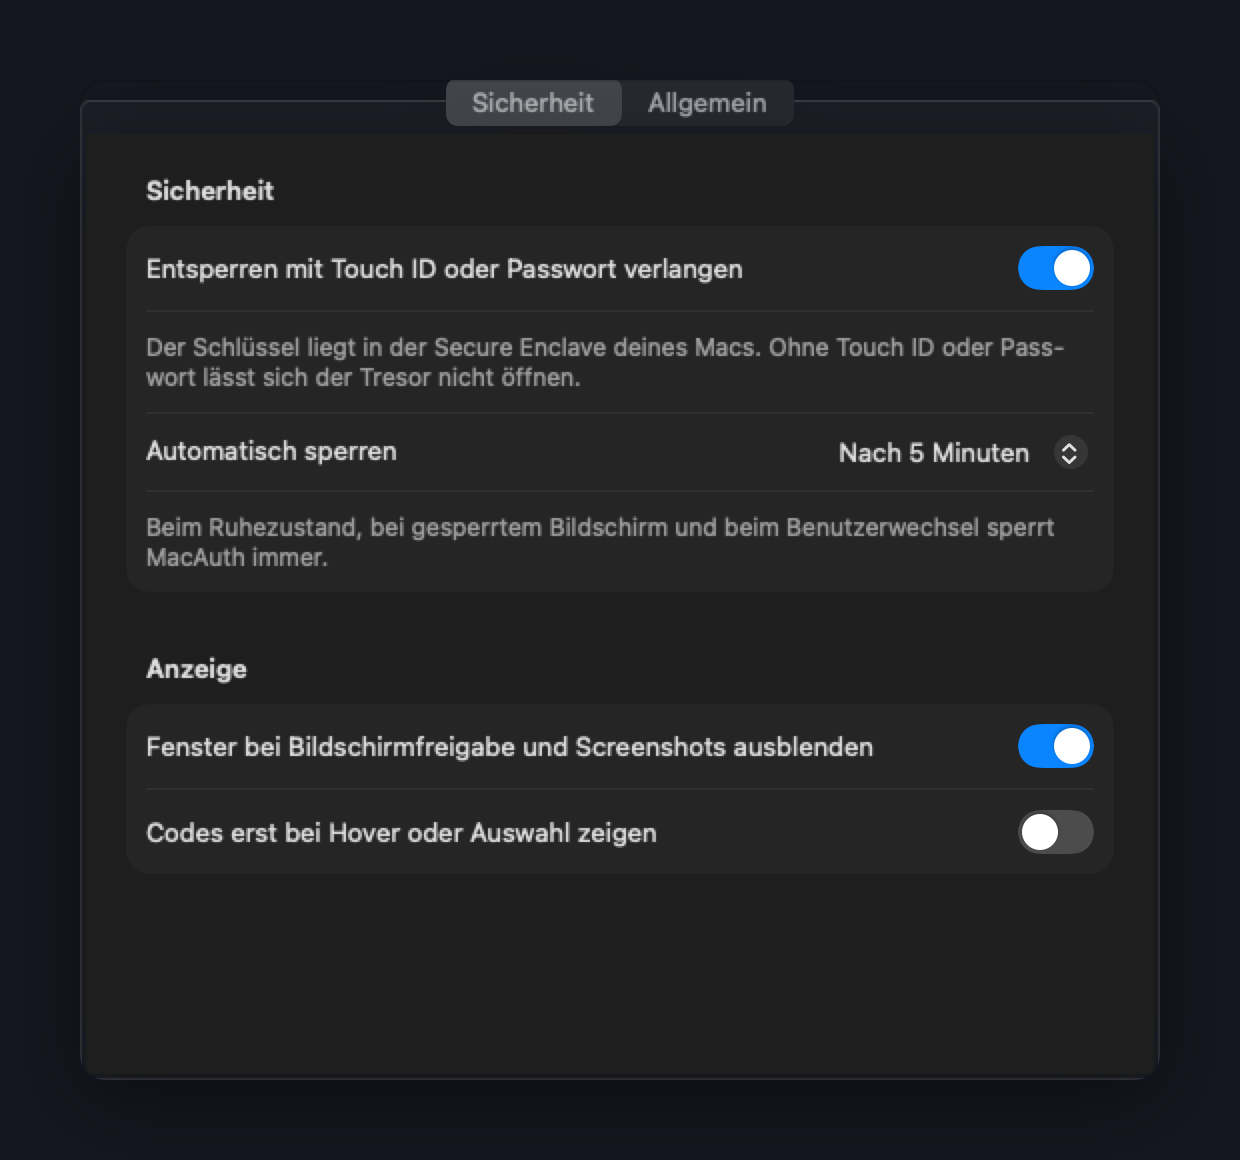 Sicherheit Allgemein
Sicherheit
Entsperren mit Touch ID oder Passwort verlangen
Der Schlüssel liegt in der Secure Enclave deines Macs. Ohne Touch ID oder Pass-
wort lässt sich der Tresor nicht öffnen.
Automatisch sperren Nach 5 Minuten
Beim Ruhezustand, bei gesperrtem Bildschirm und beim Benutzerwechsel sperrt
MacAuth immer.
Anzeige
Fenster bei Bildschirmfreigabe und Screenshots ausblenden
Codes erst bei Hover oder Auswahl zeigen